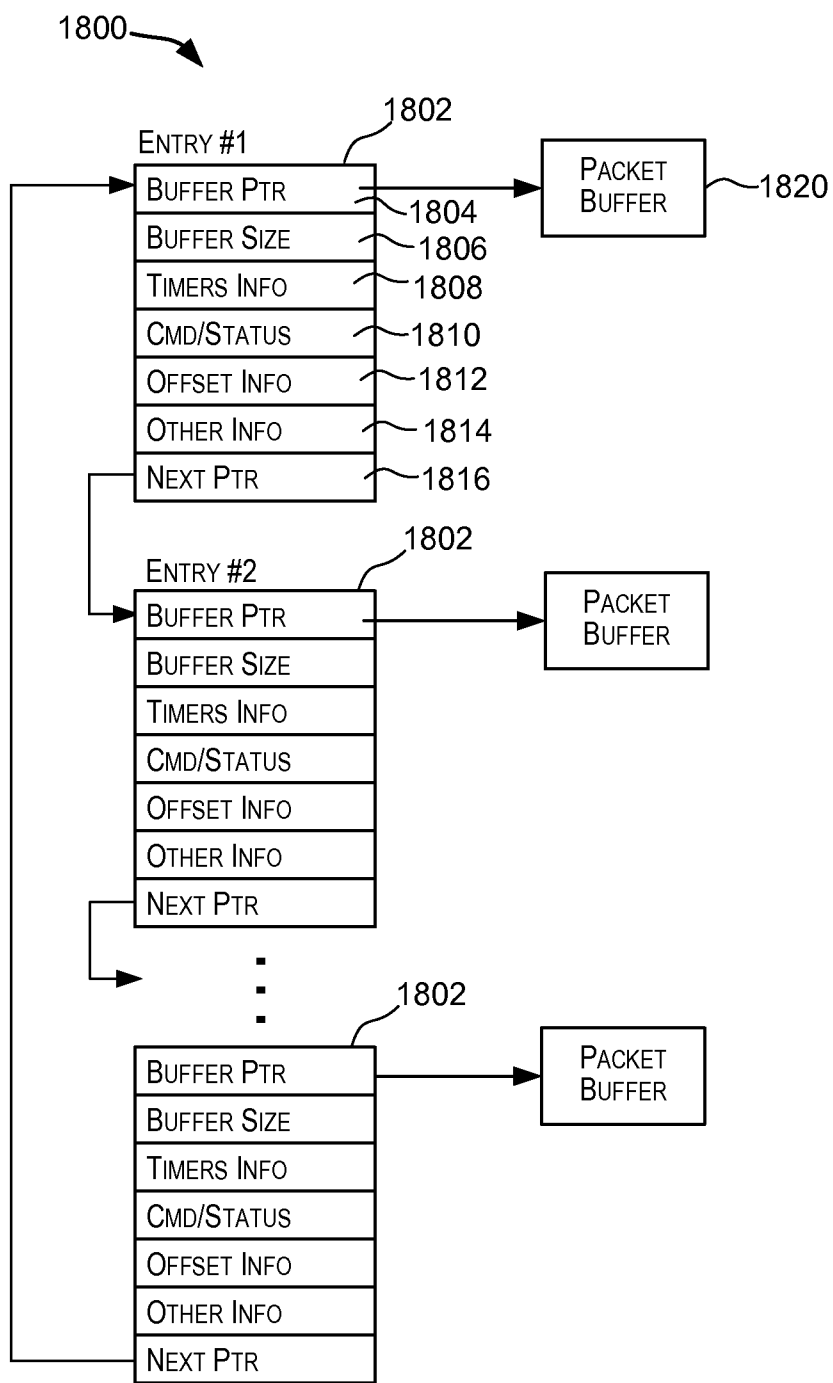 1800
1802
ENTRY #1
BUFFER PTR
1804
BUFFER SIZE
1806
TIMERS INFO
1808
CMD/STATUS
1810
OFFSET INFO
1812
OTHER INFO
1814
NEXT PTR
1816
PACKET
BUFFER
1820
1802
ENTRY #2
BUFFER PTR
BUFFER SIZE
TIMERS INFO
CMD/STATUS
OFFSET INFO
OTHER INFO
NEXT PTR
PACKET
BUFFER
1802
BUFFER PTR
BUFFER SIZE
TIMERS INFO
CMD/STATUS
OFFSET INFO
OTHER INFO
NEXT PTR
PACKET
BUFFER